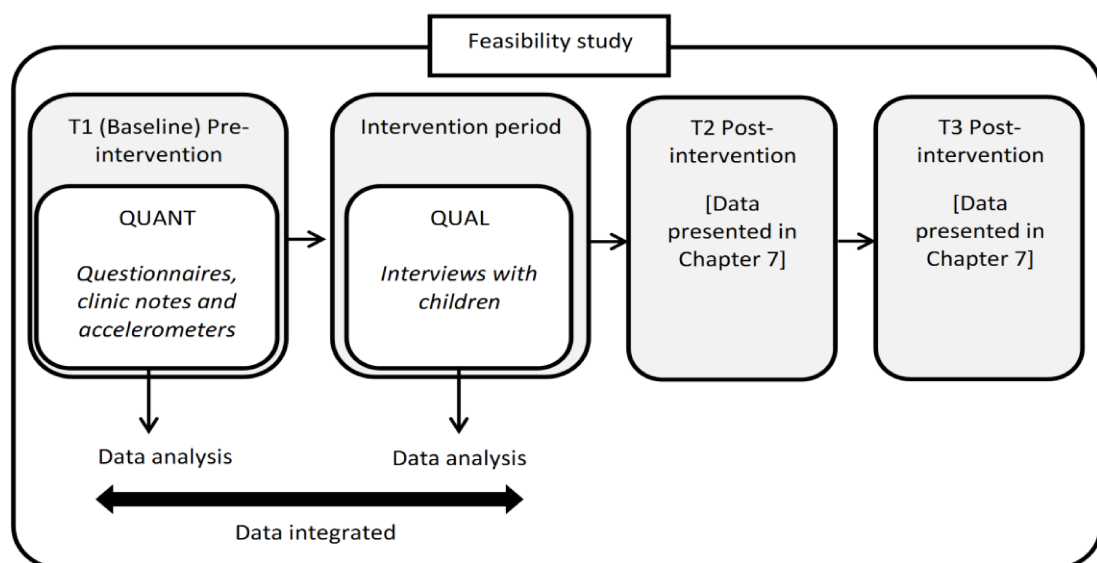 Feasibility study
T1 (Baseline) Pre-
intervention
QUANT
Questionnaires,
clinic notes and
accelerometers
Data analysis
Intervention period
QUAL
Interviews with
children
Data analysis
Data integrated
T2 Post-
intervention
[Data
presented in
Chapter 7]
T3 Post-
intervention
[Data
presented in
Chapter 7]